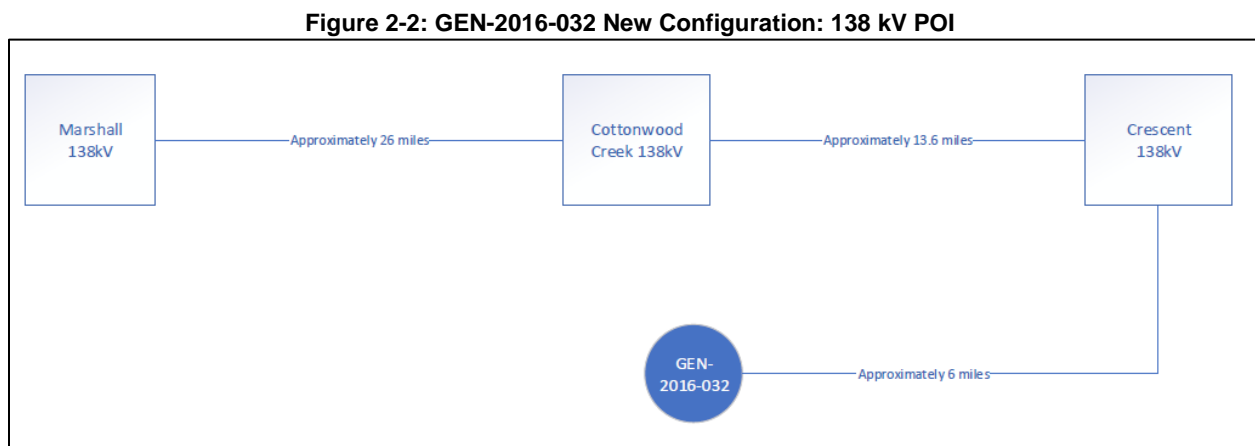 Figure 2-2: GEN-2016-032 New Configuration: 138 kV POI
Marshall
138kV
Approximately 26 miles
Cottonwood
Creek 138kV
Approximately 13.6 miles
Crescent
138kV
GEN-
2016-032
Approximately 6 miles